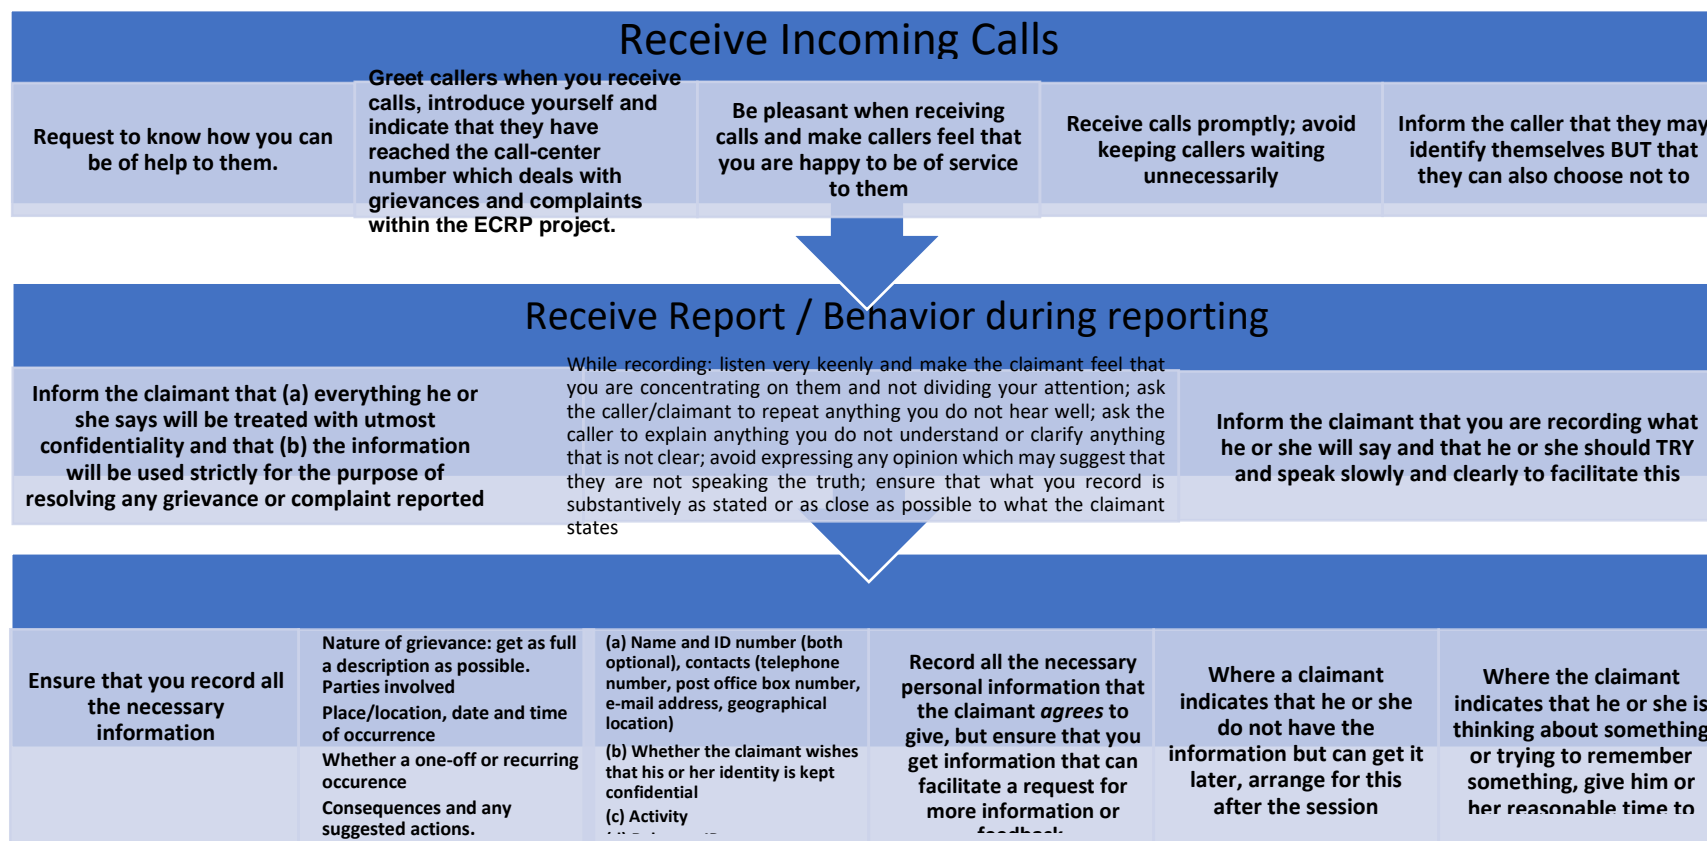 Receive Incoming Calls
Request to know how you can
be of help to them.
Greet callers when you receive
calls, introduce yourself and
indicate that they have
reached the call-center
number which deals with
grievances and complaints
within the ECRP project.
Be pleasant when receiving
calls and make callers feel that
you are happy to be of service
to them
Receive calls promptly; avoid
keeping callers waiting
unnecessarily
Inform the caller that they may
identify themselves BUT that
they can also choose not to
Receive Report / Behavior during reporting
Inform the claimant that (a) everything he or
she says will be treated with utmost
confidentiality and that (b) the information
will be used strictly for the purpose of
resolving any grievance or complaint reported
While recording: listen very keenly and make the claimant feel that
you are concentrating on them and not dividing your attention; ask
the caller/claimant to repeat anything you do not hear well; ask the
caller to explain anything you do not understand or clarify anything
that is not clear; avoid expressing any opinion which may suggest that
they are not speaking the truth; ensure that what you record is
substantively as stated or as close as possible to what the claimant
states
Inform the claimant that you are recording what
he or she will say and that he or she should TRY
and speak slowly and clearly to facilitate this
Ensure that you record all
the necessary
information
Nature of grievance: get as full
a description as possible.
Parties involved
Place/location, date and time
of occurrence
Whether a one-off or recurring
occurence
Consequences and any
suggested actions.
(a) Name and ID number (both
optional), contacts (telephone
number, post office box number,
e-mail address, geographical
location)
(b) Whether the claimant wishes
that his or her identity is kept
confidential
(c) Activity
Record all the necessary
personal information that
the claimant agrees to
give, but ensure that you
get information that can
facilitate a request for
more information or
feedback
Where a claimant
indicates that he or she
do not have the
information but can get it
later, arrange for this
after the session
Where the claimant
indicates that he or she is
thinking about something
or trying to remember
something, give him or
her reasonable time to